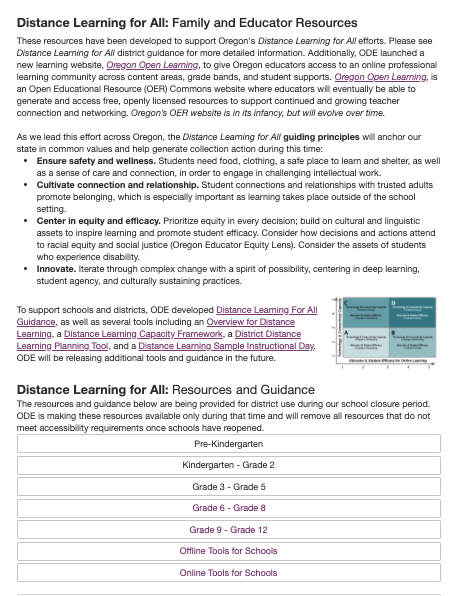 Distance Learning for All: Family and Educator Resources
These resources have been developed to support Oregon's Distance Learning for All efforts. Please see
Distance Learning for All district guidance for more detailed information. Additionally, ODE launched a
new learning website, Oregon Open Learning, to give Oregon educators access to an online professional
learning community across content areas, grade bands, and student supports. Oregon Open Learning, is
an Open Educational Resource (OER) Commons website where educators will eventually be able to
generate and access free, openly licensed resources to support continued and growing teacher
connection and networking. Oregon's OER website is in its infancy, but will evolve over time.
As we lead this effort across Oregon, the Distance Learning for All guiding principles will anchor our
state in common values and help generate collection action during this time:
• Ensure safety and wellness. Students need food, clothing, a safe place to learn and shelter, as well
as a sense of care and connection, in order to engage in challenging intellectual work.
• Cultivate connection and relationship. Student connections and relationships with trusted adults
promote belonging, which is especially important as learning takes place outside of the school
setting.
• Center in equity and efficacy. Prioritize equity in every decision; build on cultural and linguistic
assets to inspire learning and promote student efficacy. Consider how decisions and actions attend
to racial equity and social justice (Oregon Educator Equity Lens). Consider the assets of students
who experience disability.
• Innovate. Iterate through complex change with a spirit of possibility, centering in deep learning,
student agency, and culturally sustaining practices.
To support schools and districts, ODE developed Distance Learning For All
Guidance, as well as several tools including an Overview for Distance
Learning, a Distance Learning Capacity Framework, a District Distance
Learning Planning Tool, and a Distance Learning Sample Instructional Day.
ODE will be releasing additional tools and guidance in the future.
C
D
A
B
Educator & Student Efficacy for Online Learning
1 2 3 4 5
Distance Learning for All: Resources and Guidance
The resources and guidance below are being provided for district use during our school closure period.
ODE is making these resources available only during that time and will remove all resources that do not
meet accessibility requirements once schools have reopened.
Pre-Kindergarten
Kindergarten - Grade 2
Grade 3 - Grade 5
Grade 6 - Grade 8
Grade 9 - Grade 12
Offline Tools for Schools
Online Tools for Schools